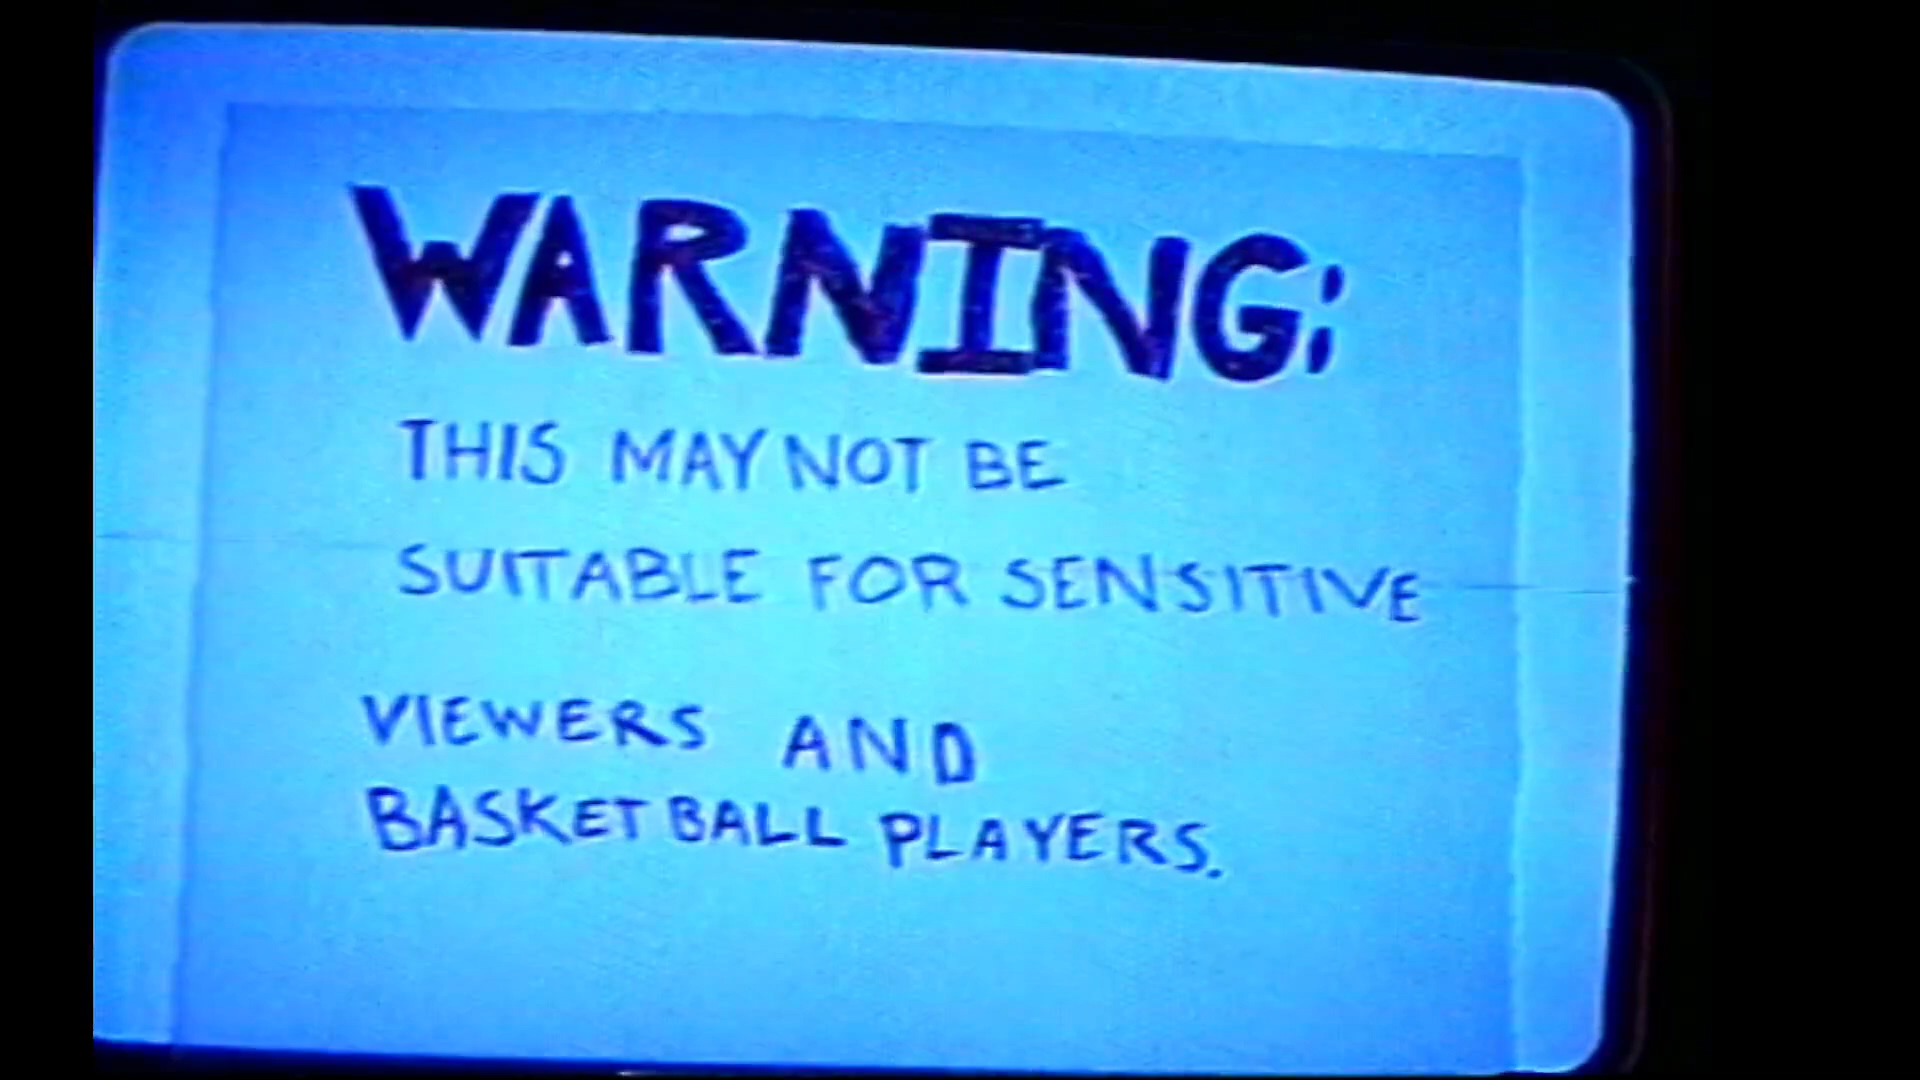 WARNING:
THIS MAY NOT BE
SUITABLE FOR SENSITIVE
VIEWERS AND
BASKETBALL PLAYERS.